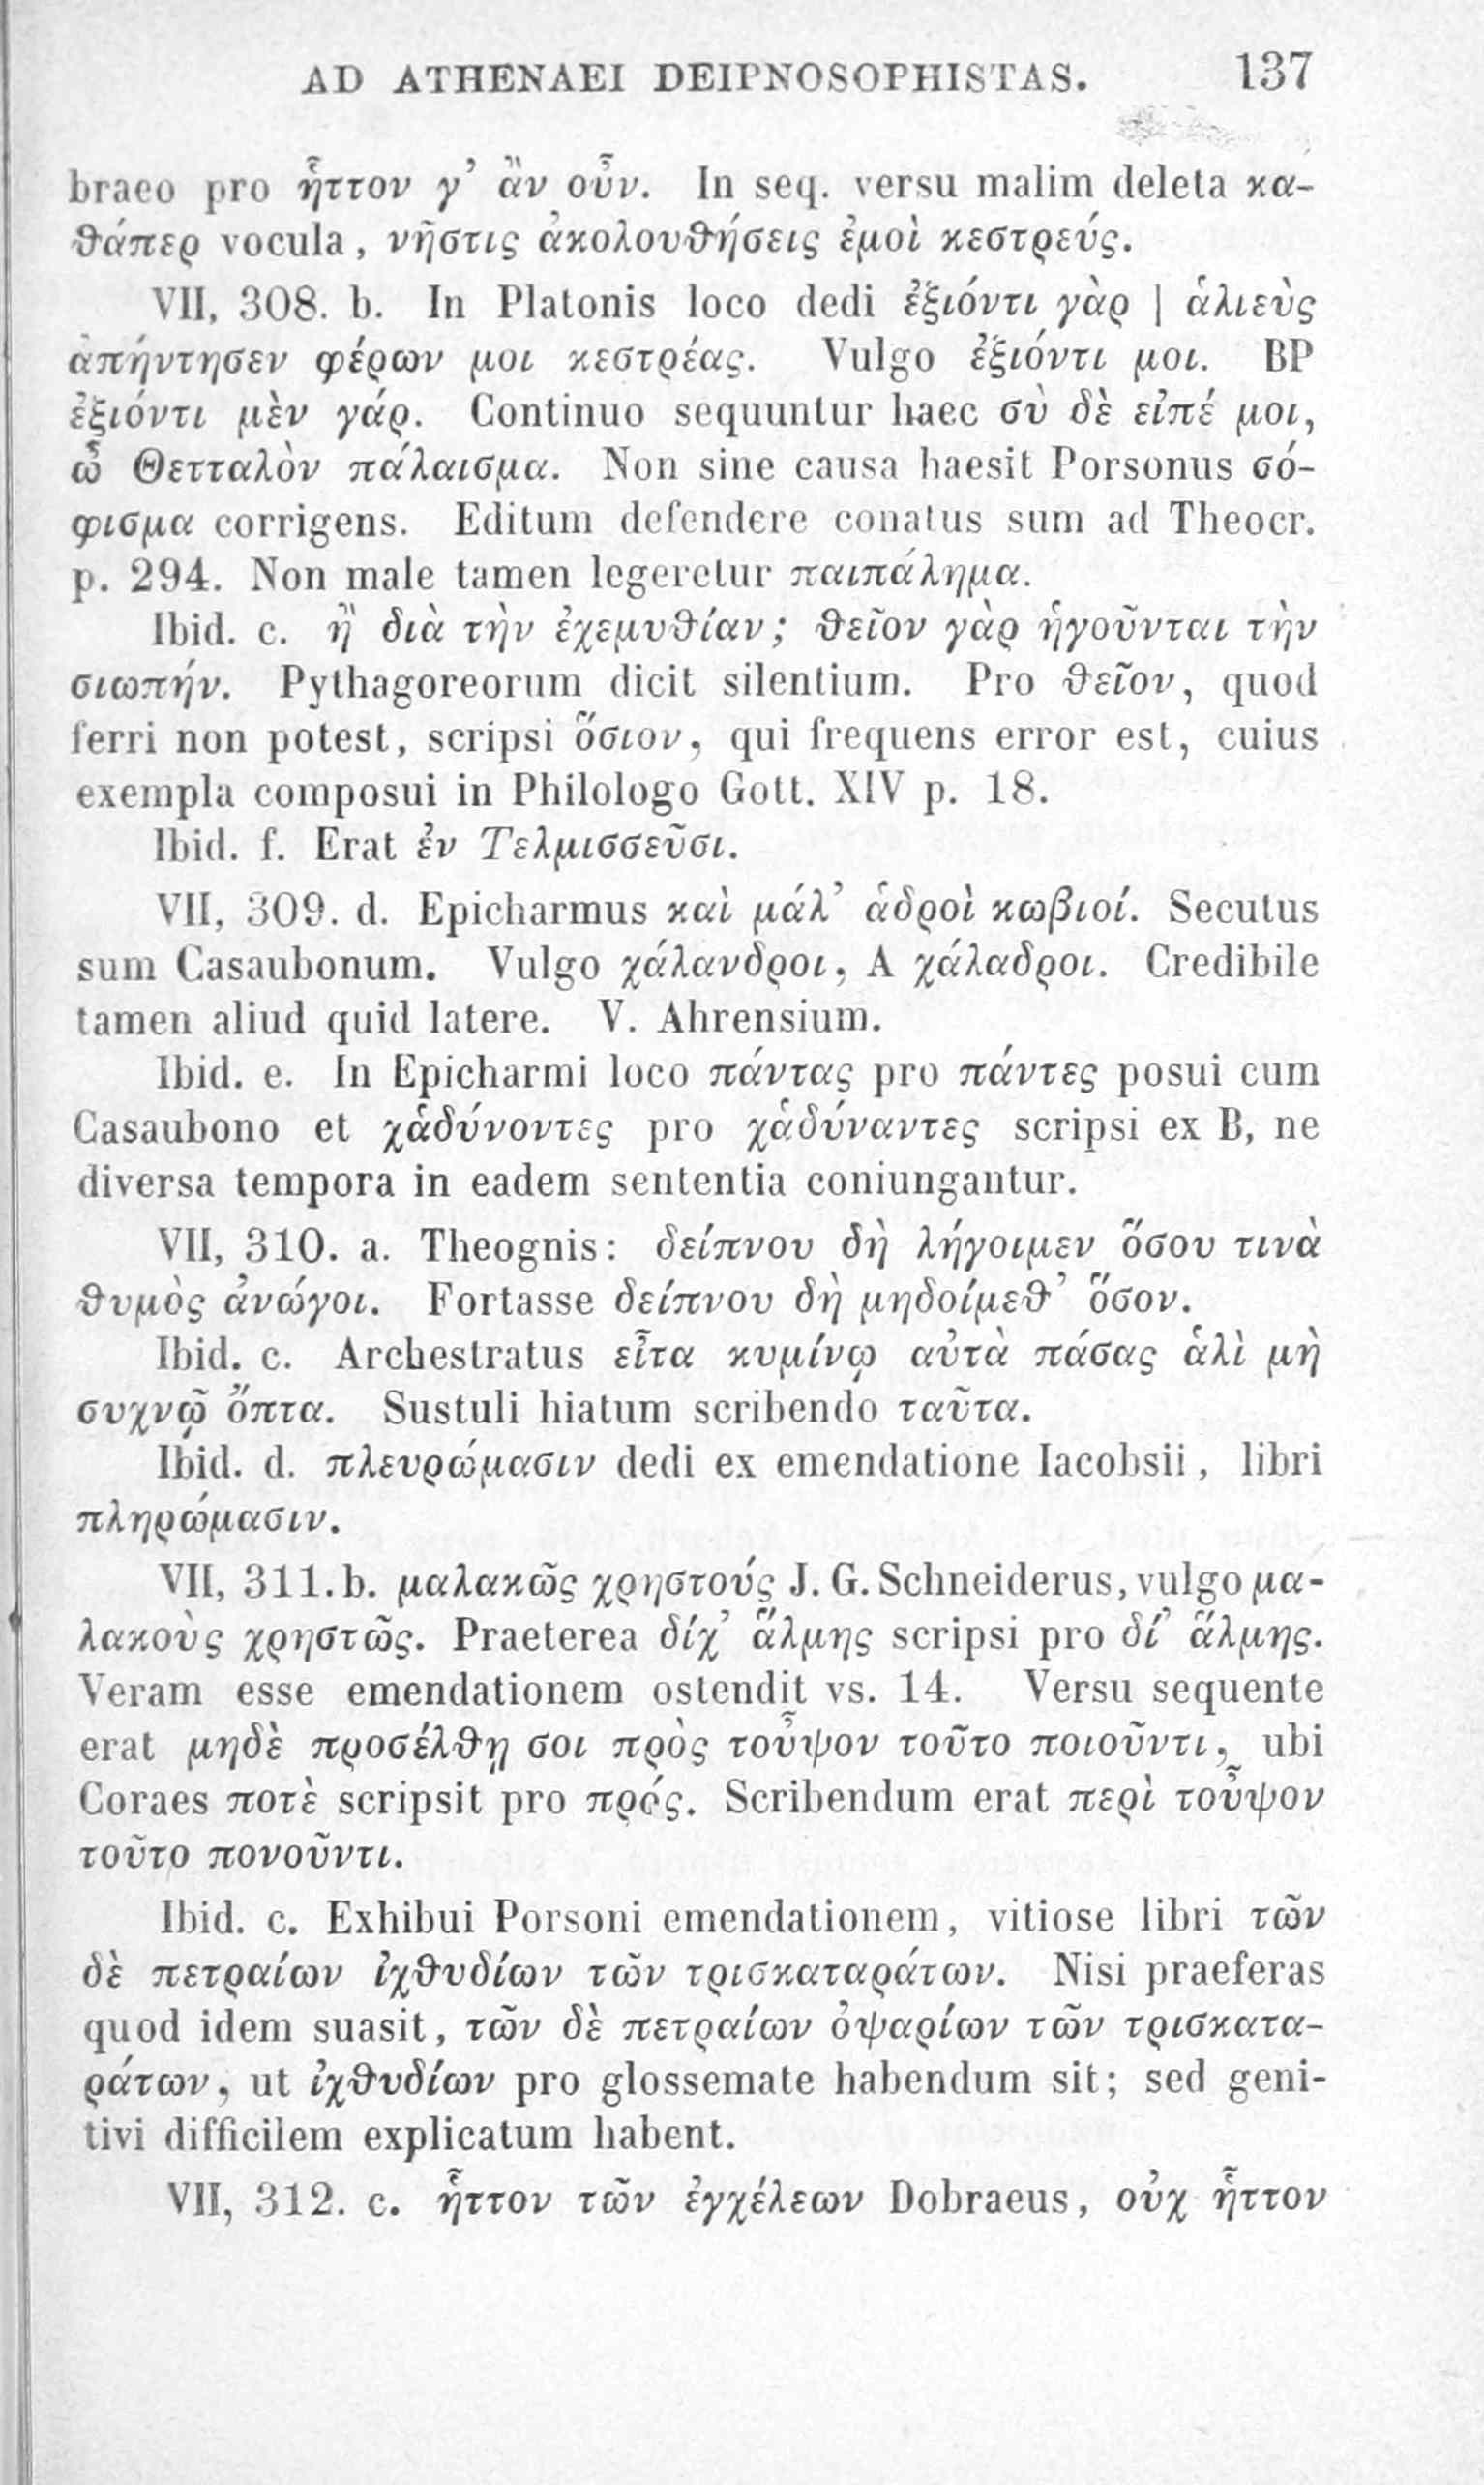 AD ATHENAEI DEIPNOSOPHISTAS. 137
braeo pro ἧττον γ’ ἂν οὖν. In seq. versu malim deleta κα-
θάπερ vocula, νῆστις ἀκολουθήσεις ἐμοὶ κεστρεύς.
VII, 308. b. In Platonis loco dedi ἐξιόντι γὰρ | ἁλιεὺς
ἀπήντησεν φέρων μοι κεστρέας. Vulgo ἐξιόντι μοι. BP
ἐξιόντι μὲν γάρ. Continuo sequuntur haec σὺ δὲ εἰπέ μοι,
ὦ Θετταλὸν πάλαισμα. Non sine causa haesit Porsonus σό-
φισμα corrigens. Editum defendere conatus sum ad Theocr.
p. 294. Non male tamen legeretur παιπάλημα.
Ibid. c. ἢ διὰ τὴν ἐχεμυθίαν; θεῖον γὰρ ἡγοῦνται τὴν
σιωπήν. Pythagoreorum dicit silentium. Pro θεῖον, quod
ferri non potest, scripsi ὅσιον, qui frequens error est, cuius
exempla composui in Philologo Gott. XIV p. 18.
Ibid. f. Erat ἐν Τελμισσεῦσι.
VII, 309. d. Epicharmus καὶ μάλ’ ἁδροὶ κωβιοί. Secutus
sum Casaubonum. Vulgo χάλανδροι, A χάλαδροι. Credibile
tamen aliud quid latere. V. Ahrensium.
Ibid. e. In Epicharmi loco πάντας pro πάντες posui cum
Casaubono et χἁδύνοντες pro χἁδύναντες scripsi ex B, ne
diversa tempora in eadem sententia coniungantur.
VII, 310. a. Theognis: δείπνου δὴ λήγοιμεν ὅσου τινὰ
θυμὸς ἀνώγοι. Fortasse δείπνου δὴ μηδοίμεθ’ ὅσον.
Ibid. c. Archestratus εἶτα κυμίνῳ αὐτὰ πάσας ἁλὶ μὴ
συχνῷ ὄπτα. Sustuli hiatum scribendo ταῦτα.
Ibid. d. πλευρώμασιν dedi ex emendatione Iacobsii, libri
πληρώμασιν.
VII, 311. b. μαλακῶς χρηστούς J. G. Schneiderus, vulgo μα-
λακοὺς χρηστῶς. Praeterea δίχ’ ἅλμης scripsi pro δί’ ἅλμης.
Veram esse emendationem ostendit vs. 14. Versu sequente
erat μηδὲ προσέλθῃ σοι πρὸς τοὖψον τοῦτο ποιοῦντι, ubi
Coraes ποτὲ scripsit pro πρός. Scribendum erat περὶ τοὖψον
τοῦτο πονοῦντι.
Ibid. c. Exhibui Porsoni emendationem, vitiose libri τῶν
δὲ πετραίων ἰχθυδίων τῶν τρισκαταράτων. Nisi praeferas
quod idem suasit, τῶν δὲ πετραίων ὀψαρίων τῶν τρισκατα-
ράτων, ut ἰχθυδίων pro glossemate habendum sit; sed geni-
tivi difficilem explicatum habent.
VII, 312. c. ἧττον τῶν ἐγχέλεων Dobraeus, οὐχ ἧττον